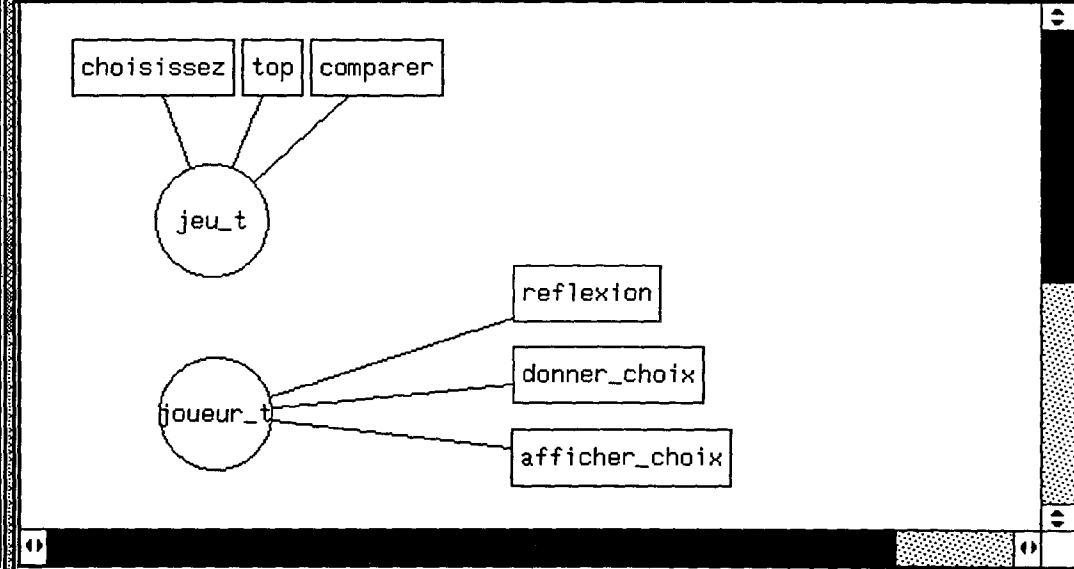 choisissez top comparer
jeu_t
reflexion
donner_choix
joueur_t
afficher_choix